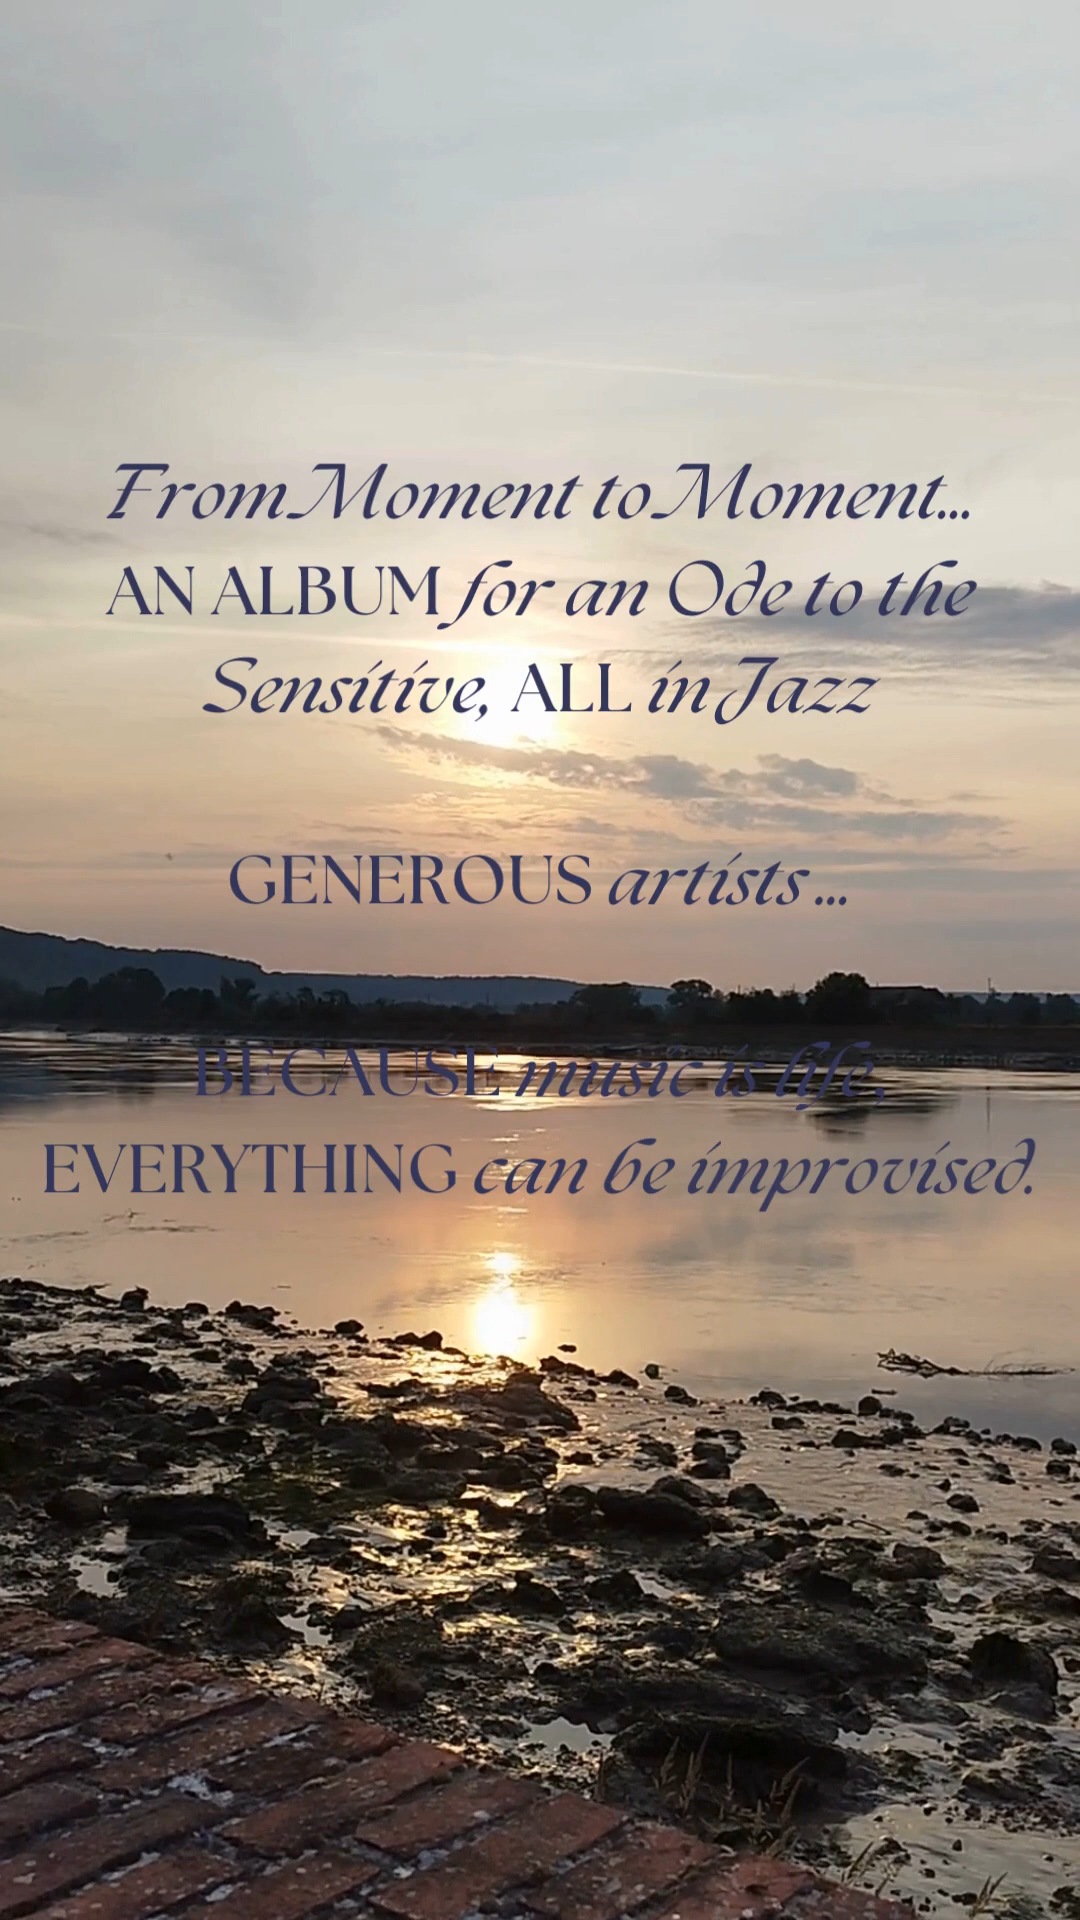 From Moment to Moment...
AN ALBUM for an Ode to the
Sensitive, ALL in Jazz
GENEROUS artists...
BECAUSE music is life,
EVERYTHING can be improvised.